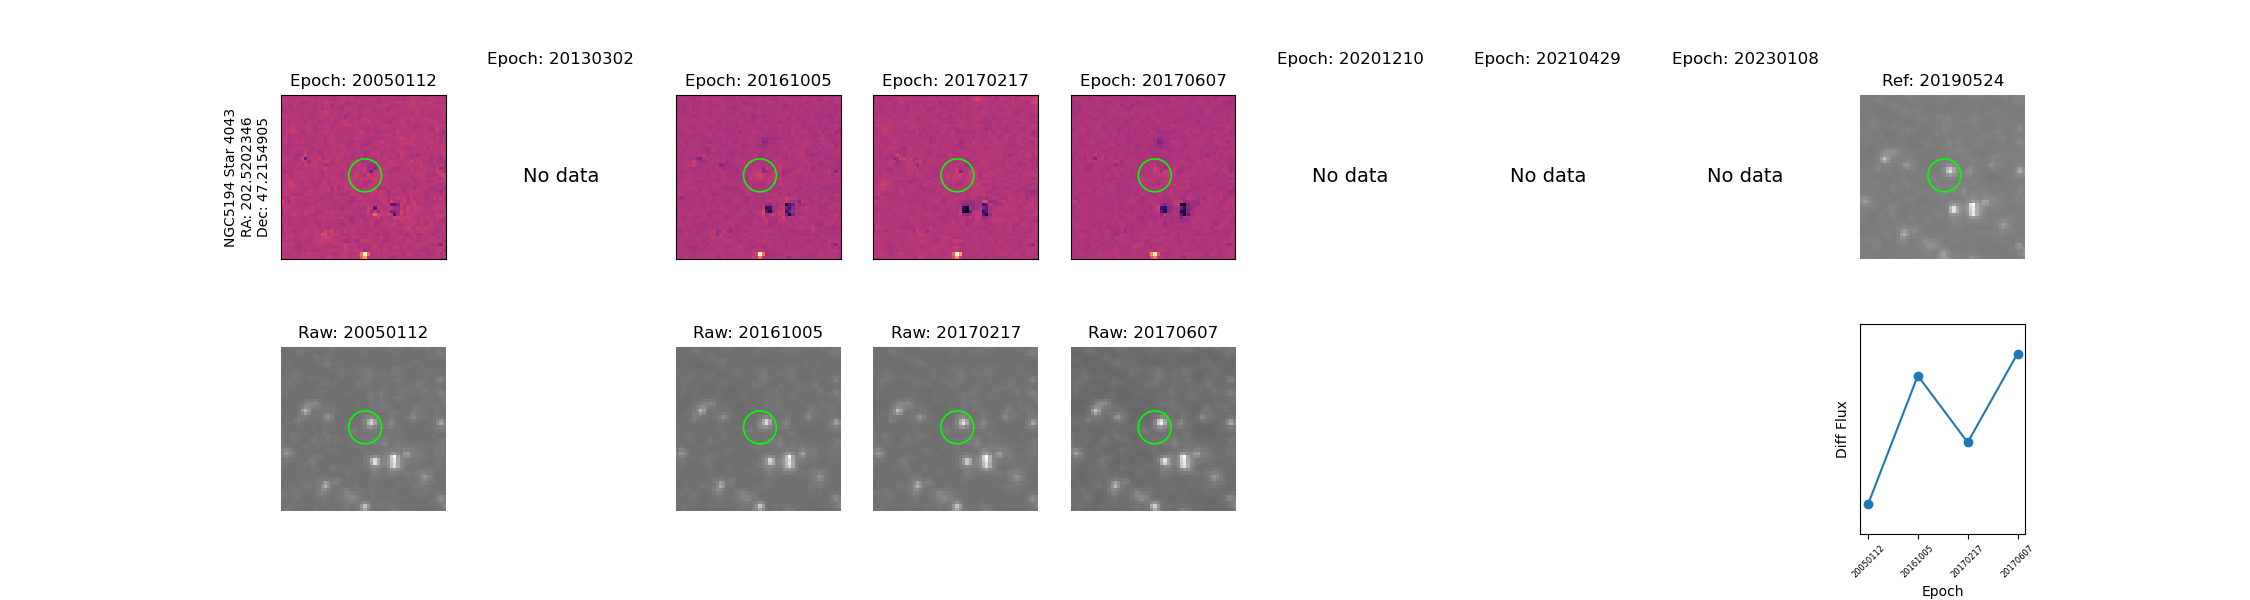 Epoch: 20130302
Epoch: 20201210
Epoch: 20210429
Epoch: 20230108
Epoch: 20050112
Epoch: 20161005
Epoch: 20170217
Epoch: 20170607
Ref: 20190524
NGC5194 Star 4043
RA: 202.5202346
Dec: 47.2154905
No data
No data
No data
No data
Raw: 20050112
Raw: 20161005
Raw: 20170217
Raw: 20170607
Diff Flux
20050112
20161005
20170217
20170607
Epoch